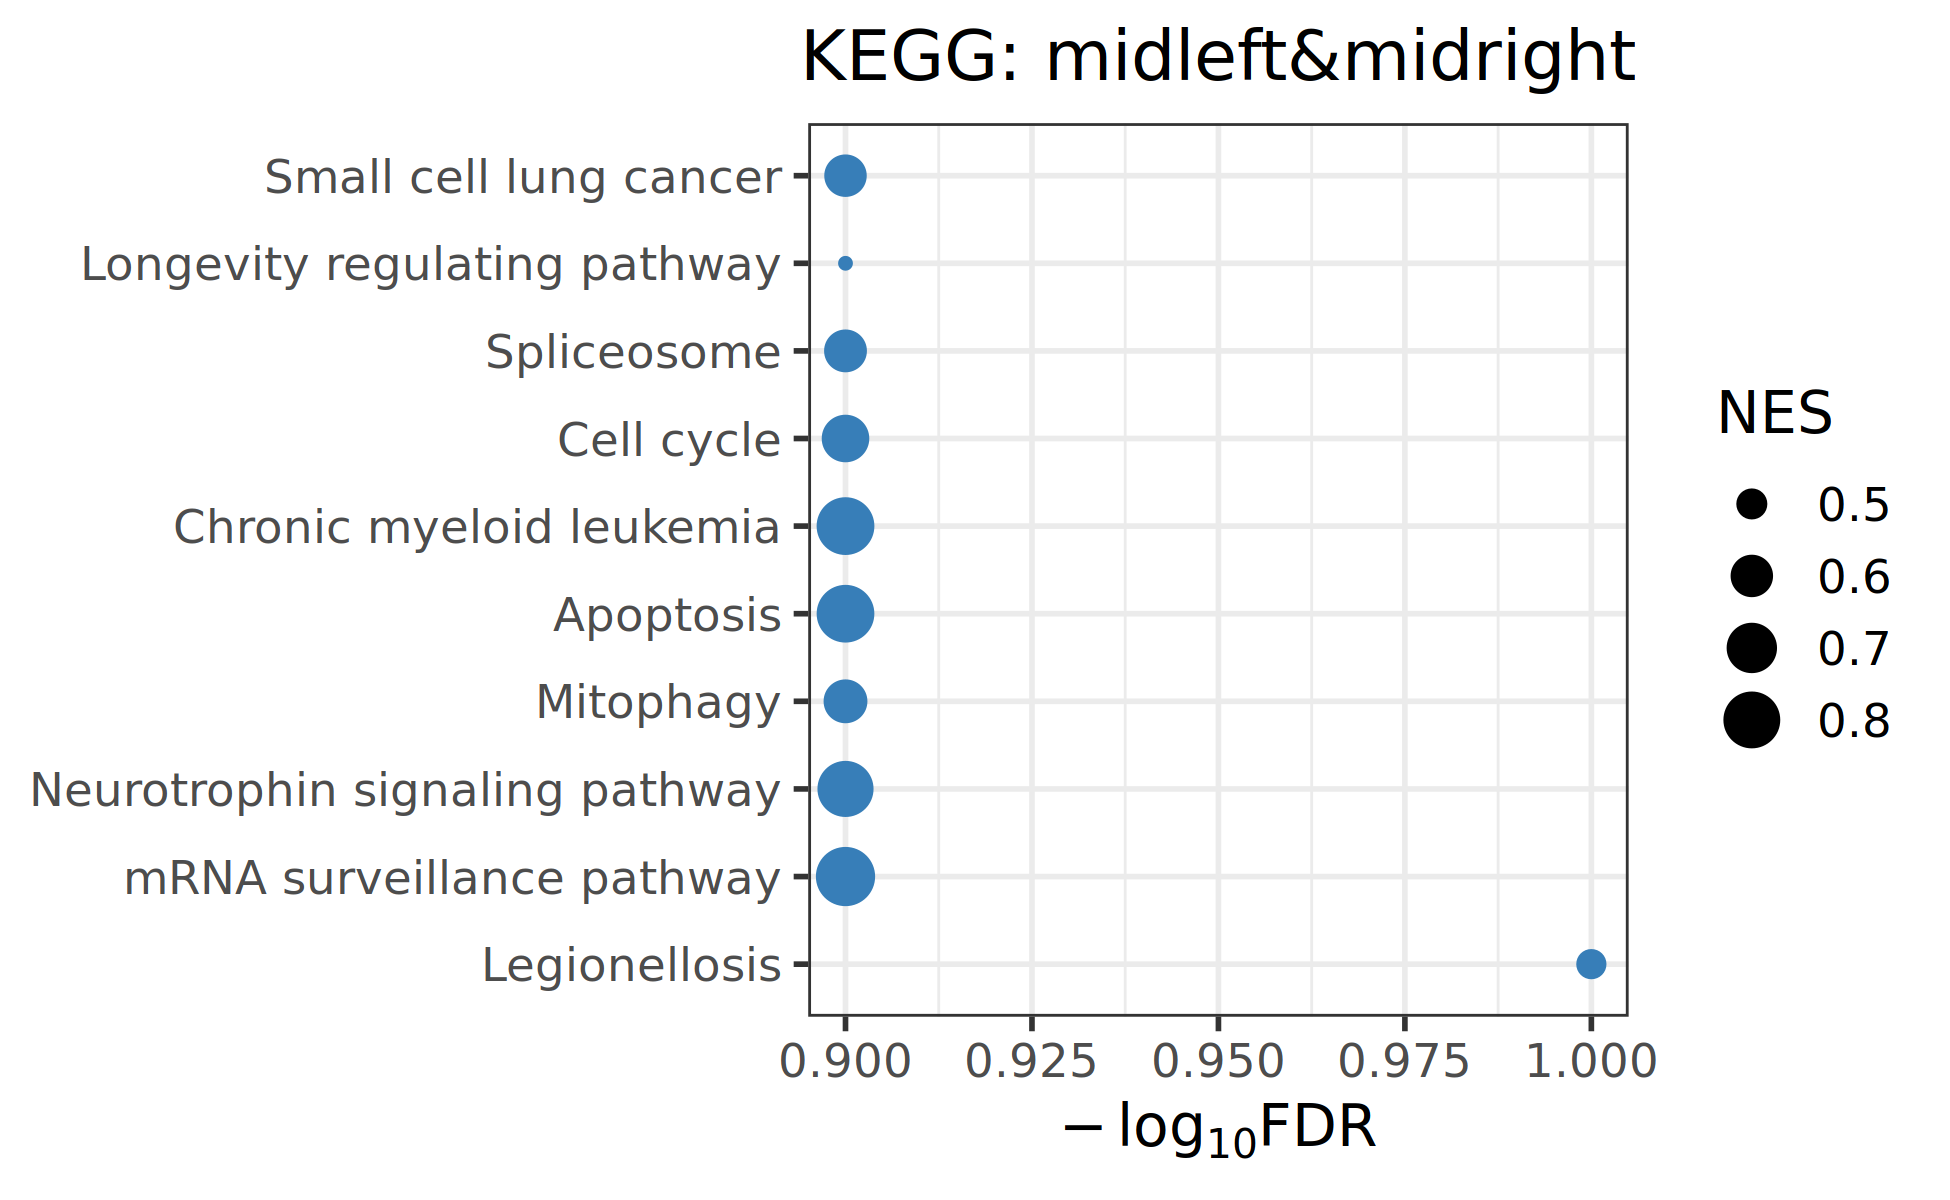 KEGG: midleft&midright
Small cell lung cancer
Longevity regulating pathway
Spliceosome
Cell cycle
Chronic myeloid leukemia
Apoptosis
Mitophagy
Neurotrophin signaling pathway
mRNA surveillance pathway
Legionellosis
0.900 0.925 0.950 0.975 1.000
−log₁₀FDR
NES
0.5
0.6
0.7
0.8